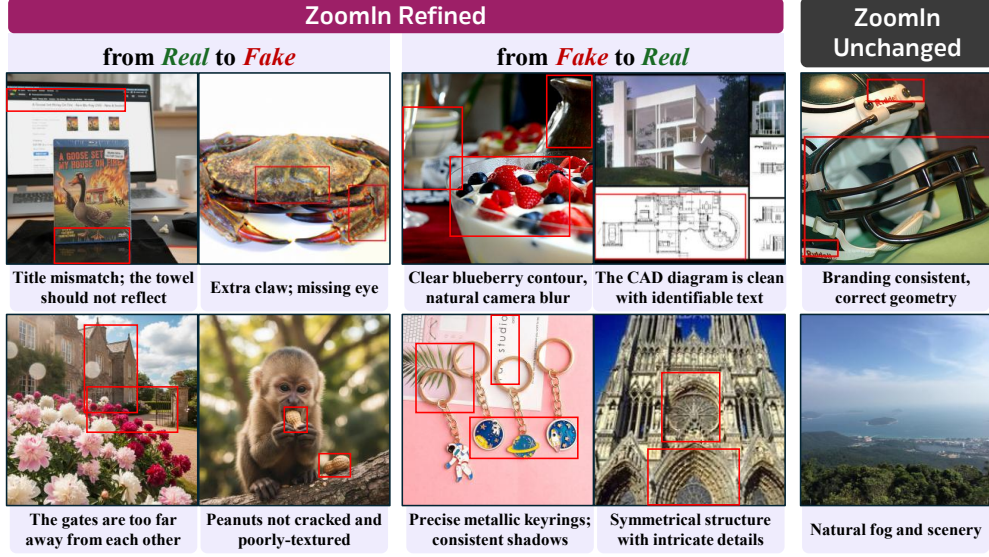 ZoomIn Refined
ZoomIn
Unchanged
from Real to Fake
from Fake to Real
A GOOSE SET
MY HOUSE ON
Title mismatch; the towel
should not reflect
Extra claw; missing eye
Clear blueberry contour,
natural camera blur
The CAD diagram is clean
with identifiable text
Riddell
Branding consistent,
correct geometry
studio
The gates are too far
away from each other
Peanuts not cracked and
poorly-textured
Precise metallic keyrings;
consistent shadows
Symmetrical structure
with intricate details
Natural fog and scenery